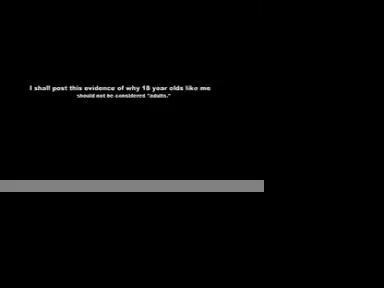 I shall post this evidence of why 18 year olds like me
should not be considered "adults."